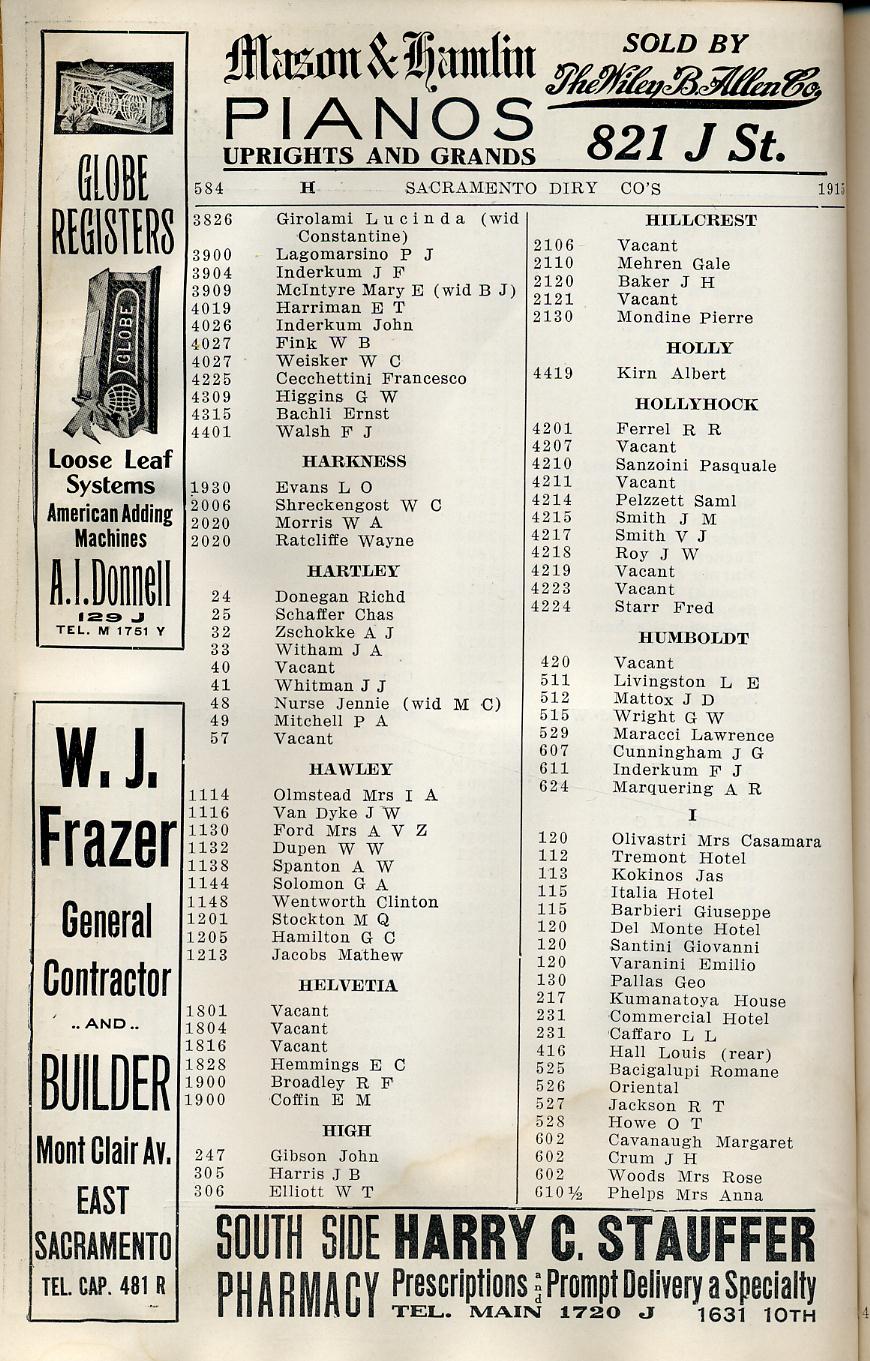 Mason & Hamlin
PIANOS
UPRIGHTS AND GRANDS
SOLD BY
The Wiley B. Allen Co.
821 J St.
GLOBE
REGISTERS
GLOBE
Loose Leaf
Systems
American Adding
Machines
A.I. Donnell
129 J
TEL. M 1751 Y
W. J.
Frazer
General
Contractor
.. AND ..
BUILDER
Mont Clair Av.
EAST
SACRAMENTO
TEL. CAP. 481 R
584 H SACRAMENTO DIRY CO'S 1915
3826 Girolami Lucinda (wid
Constantine)
3900 Lagomarsino P J
3904 Inderkum J F
3909 McIntyre Mary E (wid B J)
4019 Harriman E T
4026 Inderkum John
4027 Fink W B
4027 Weisker W C
4225 Cecchettini Francesco
4309 Higgins G W
4315 Bachli Ernst
4401 Walsh F J
HARKNESS
1930 Evans L O
2006 Shreckengost W C
2020 Morris W A
2020 Ratcliffe Wayne
HARTLEY
24 Donegan Richd
25 Schaffer Chas
32 Zschokke A J
33 Witham J A
40 Vacant
41 Whitman J J
48 Nurse Jennie (wid M C)
49 Mitchell P A
57 Vacant
HAWLEY
1114 Olmstead Mrs I A
1116 Van Dyke J W
1130 Ford Mrs A V Z
1132 Dupen W W
1138 Spanton A W
1144 Solomon G A
1148 Wentworth Clinton
1201 Stockton M Q
1205 Hamilton G C
1213 Jacobs Mathew
HELVETIA
1801 Vacant
1804 Vacant
1816 Vacant
1828 Hemmings E C
1900 Broadley R F
1900 Coffin E M
HIGH
247 Gibson John
305 Harris J B
306 Elliott W T
HILLCREST
2106 Vacant
2110 Mehren Gale
2120 Baker J H
2121 Vacant
2130 Mondine Pierre
HOLLY
4419 Kirn Albert
HOLLYHOCK
4201 Ferrel R R
4207 Vacant
4210 Sanzoini Pasquale
4211 Vacant
4214 Pelzzett Saml
4215 Smith J M
4217 Smith V J
4218 Roy J W
4219 Vacant
4223 Vacant
4224 Starr Fred
HUMBOLDT
420 Vacant
511 Livingston L E
512 Mattox J D
515 Wright G W
529 Maracci Lawrence
607 Cunningham J G
611 Inderkum F J
624 Marquering A R
I
120 Olivastri Mrs Casamara
112 Tremont Hotel
113 Kokinos Jas
115 Italia Hotel
115 Barbieri Giuseppe
120 Del Monte Hotel
120 Santini Giovanni
120 Varanini Emilio
130 Pallas Geo
217 Kumanatoya House
231 Commercial Hotel
231 Caffaro L L
416 Hall Louis (rear)
525 Bacigalupi Romane
526 Oriental
527 Jackson R T
528 Howe O T
602 Cavanaugh Margaret
602 Crum J H
602 Woods Mrs Rose
610½ Phelps Mrs Anna
SOUTH SIDE
PHARMACY
HARRY C. STAUFFER
Prescriptions and Prompt Delivery a Specialty
TEL. MAIN 1720 J 1631 10TH
4